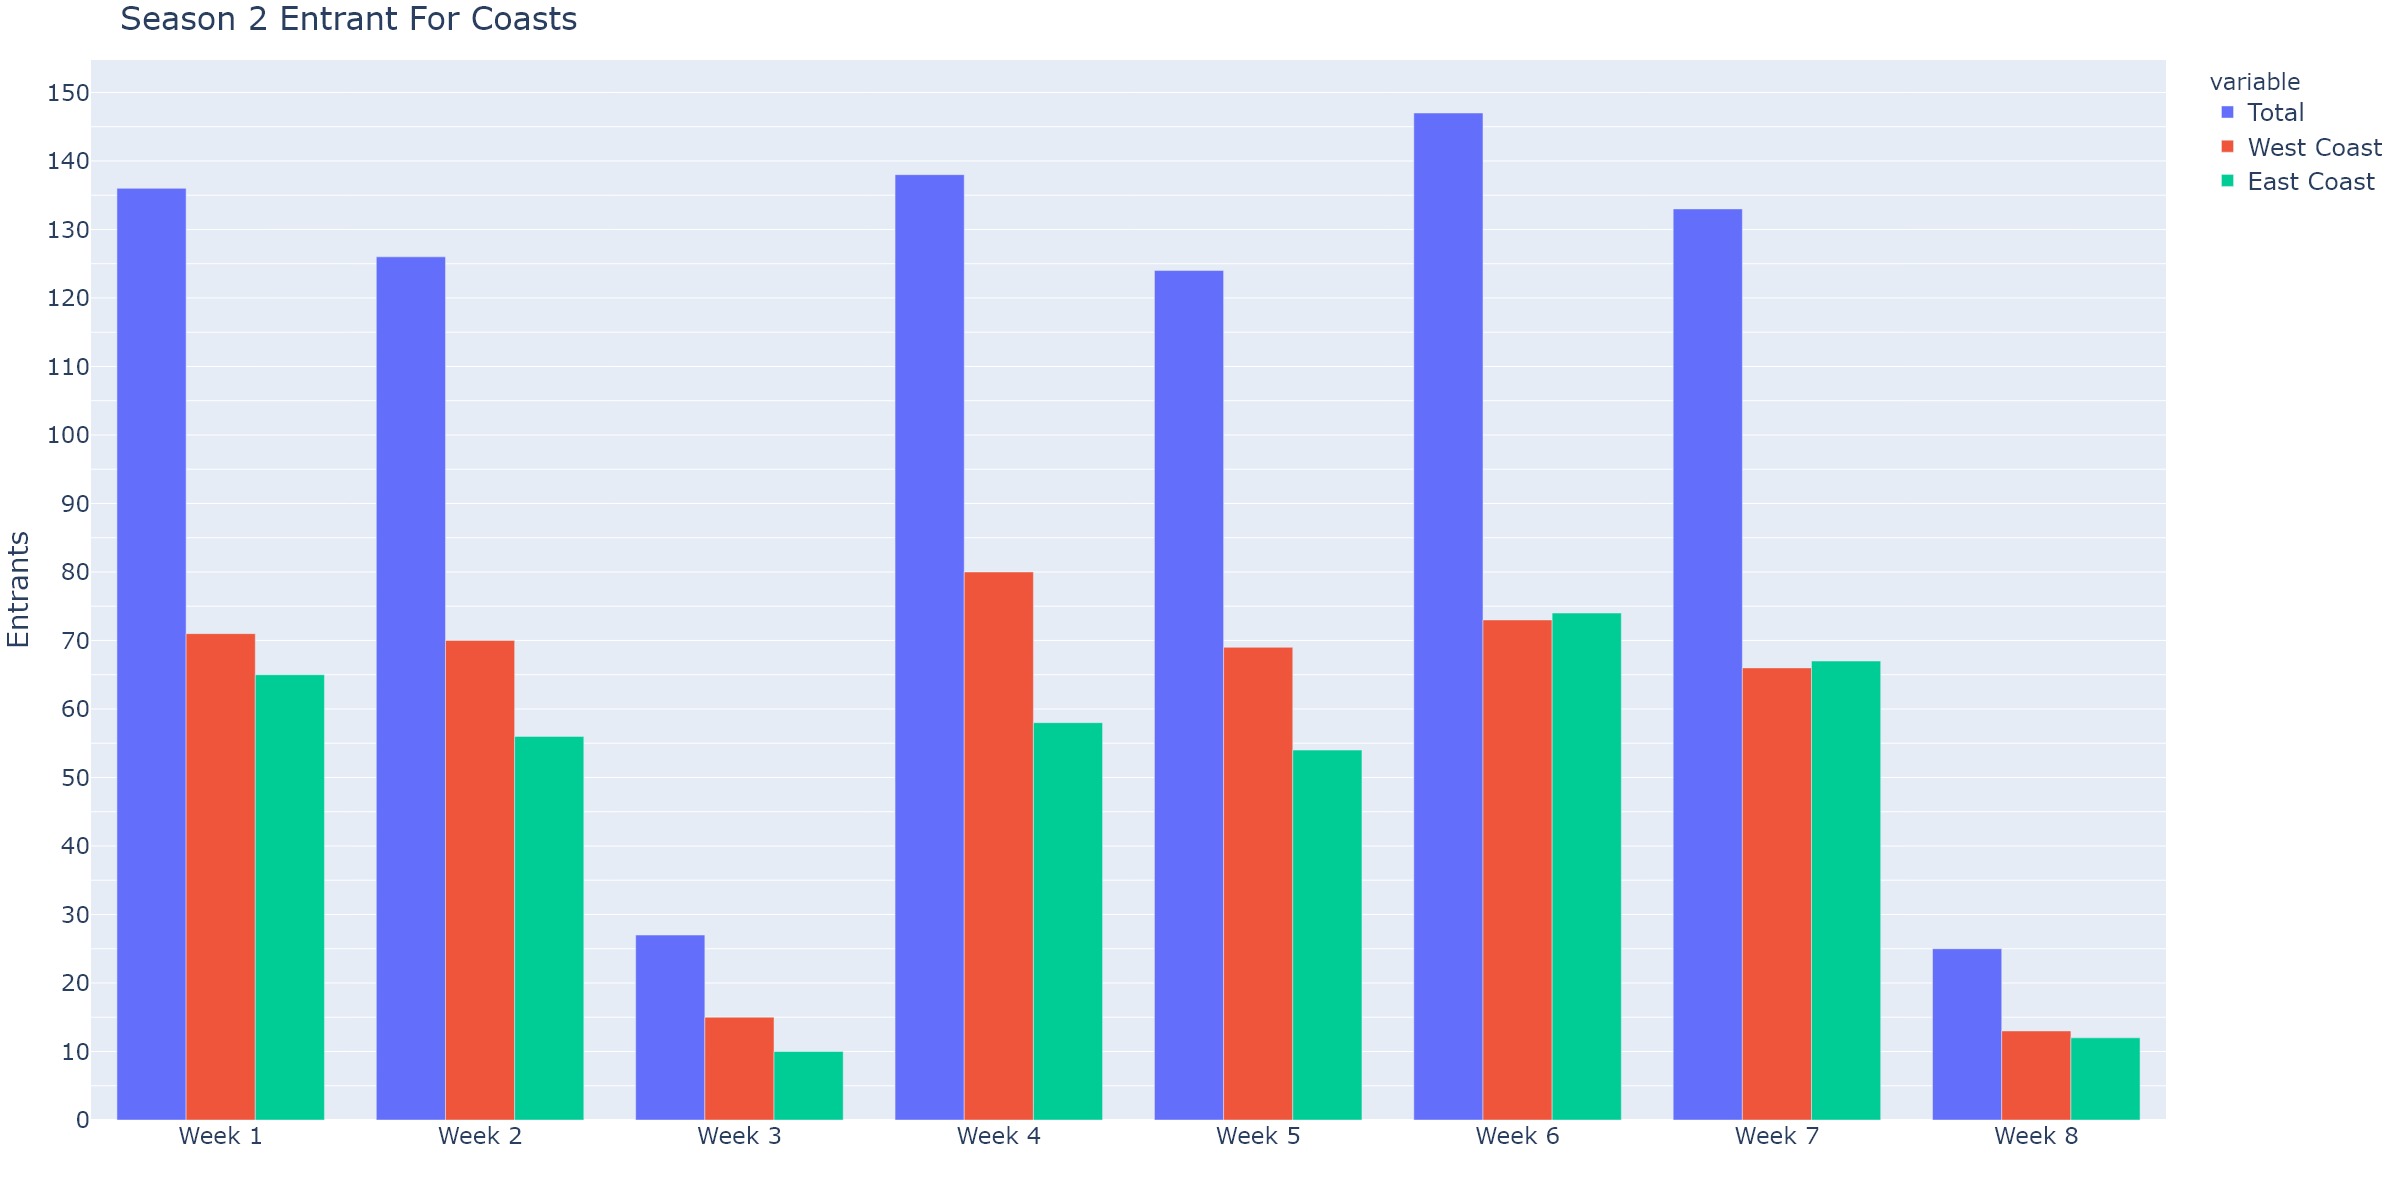 Season 2 Entrant For Coasts
variable
Total
West Coast
East Coast
Entrants
150
140
130
120
110
100
90
80
70
60
50
40
30
20
10
0
Week 1
Week 2
Week 3
Week 4
Week 5
Week 6
Week 7
Week 8